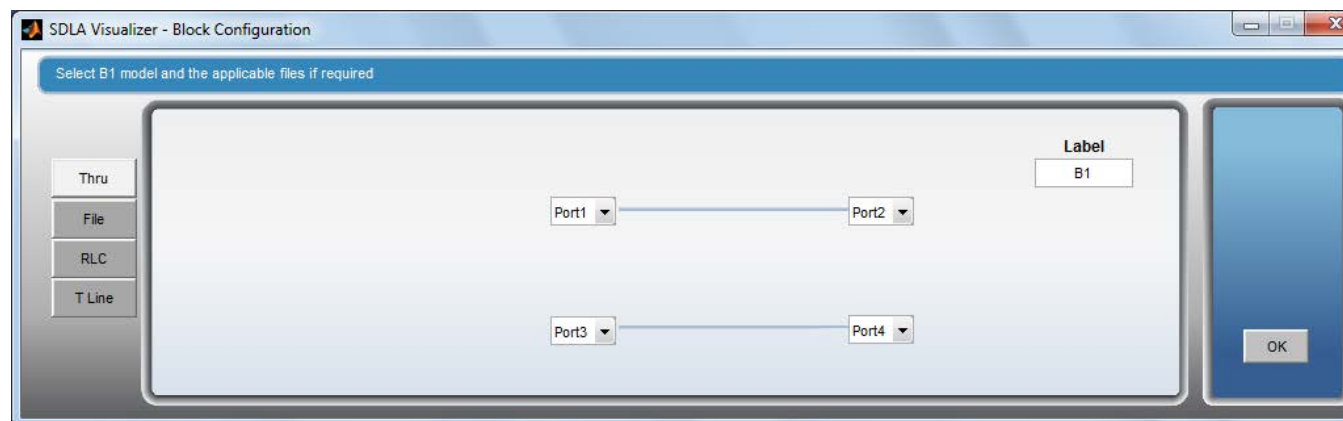 SDLA Visualizer - Block Configuration
Select B1 model and the applicable files if required
Label
Thru
B1
File
Port1
Port2
RLC
T Line
Port3
Port4
OK